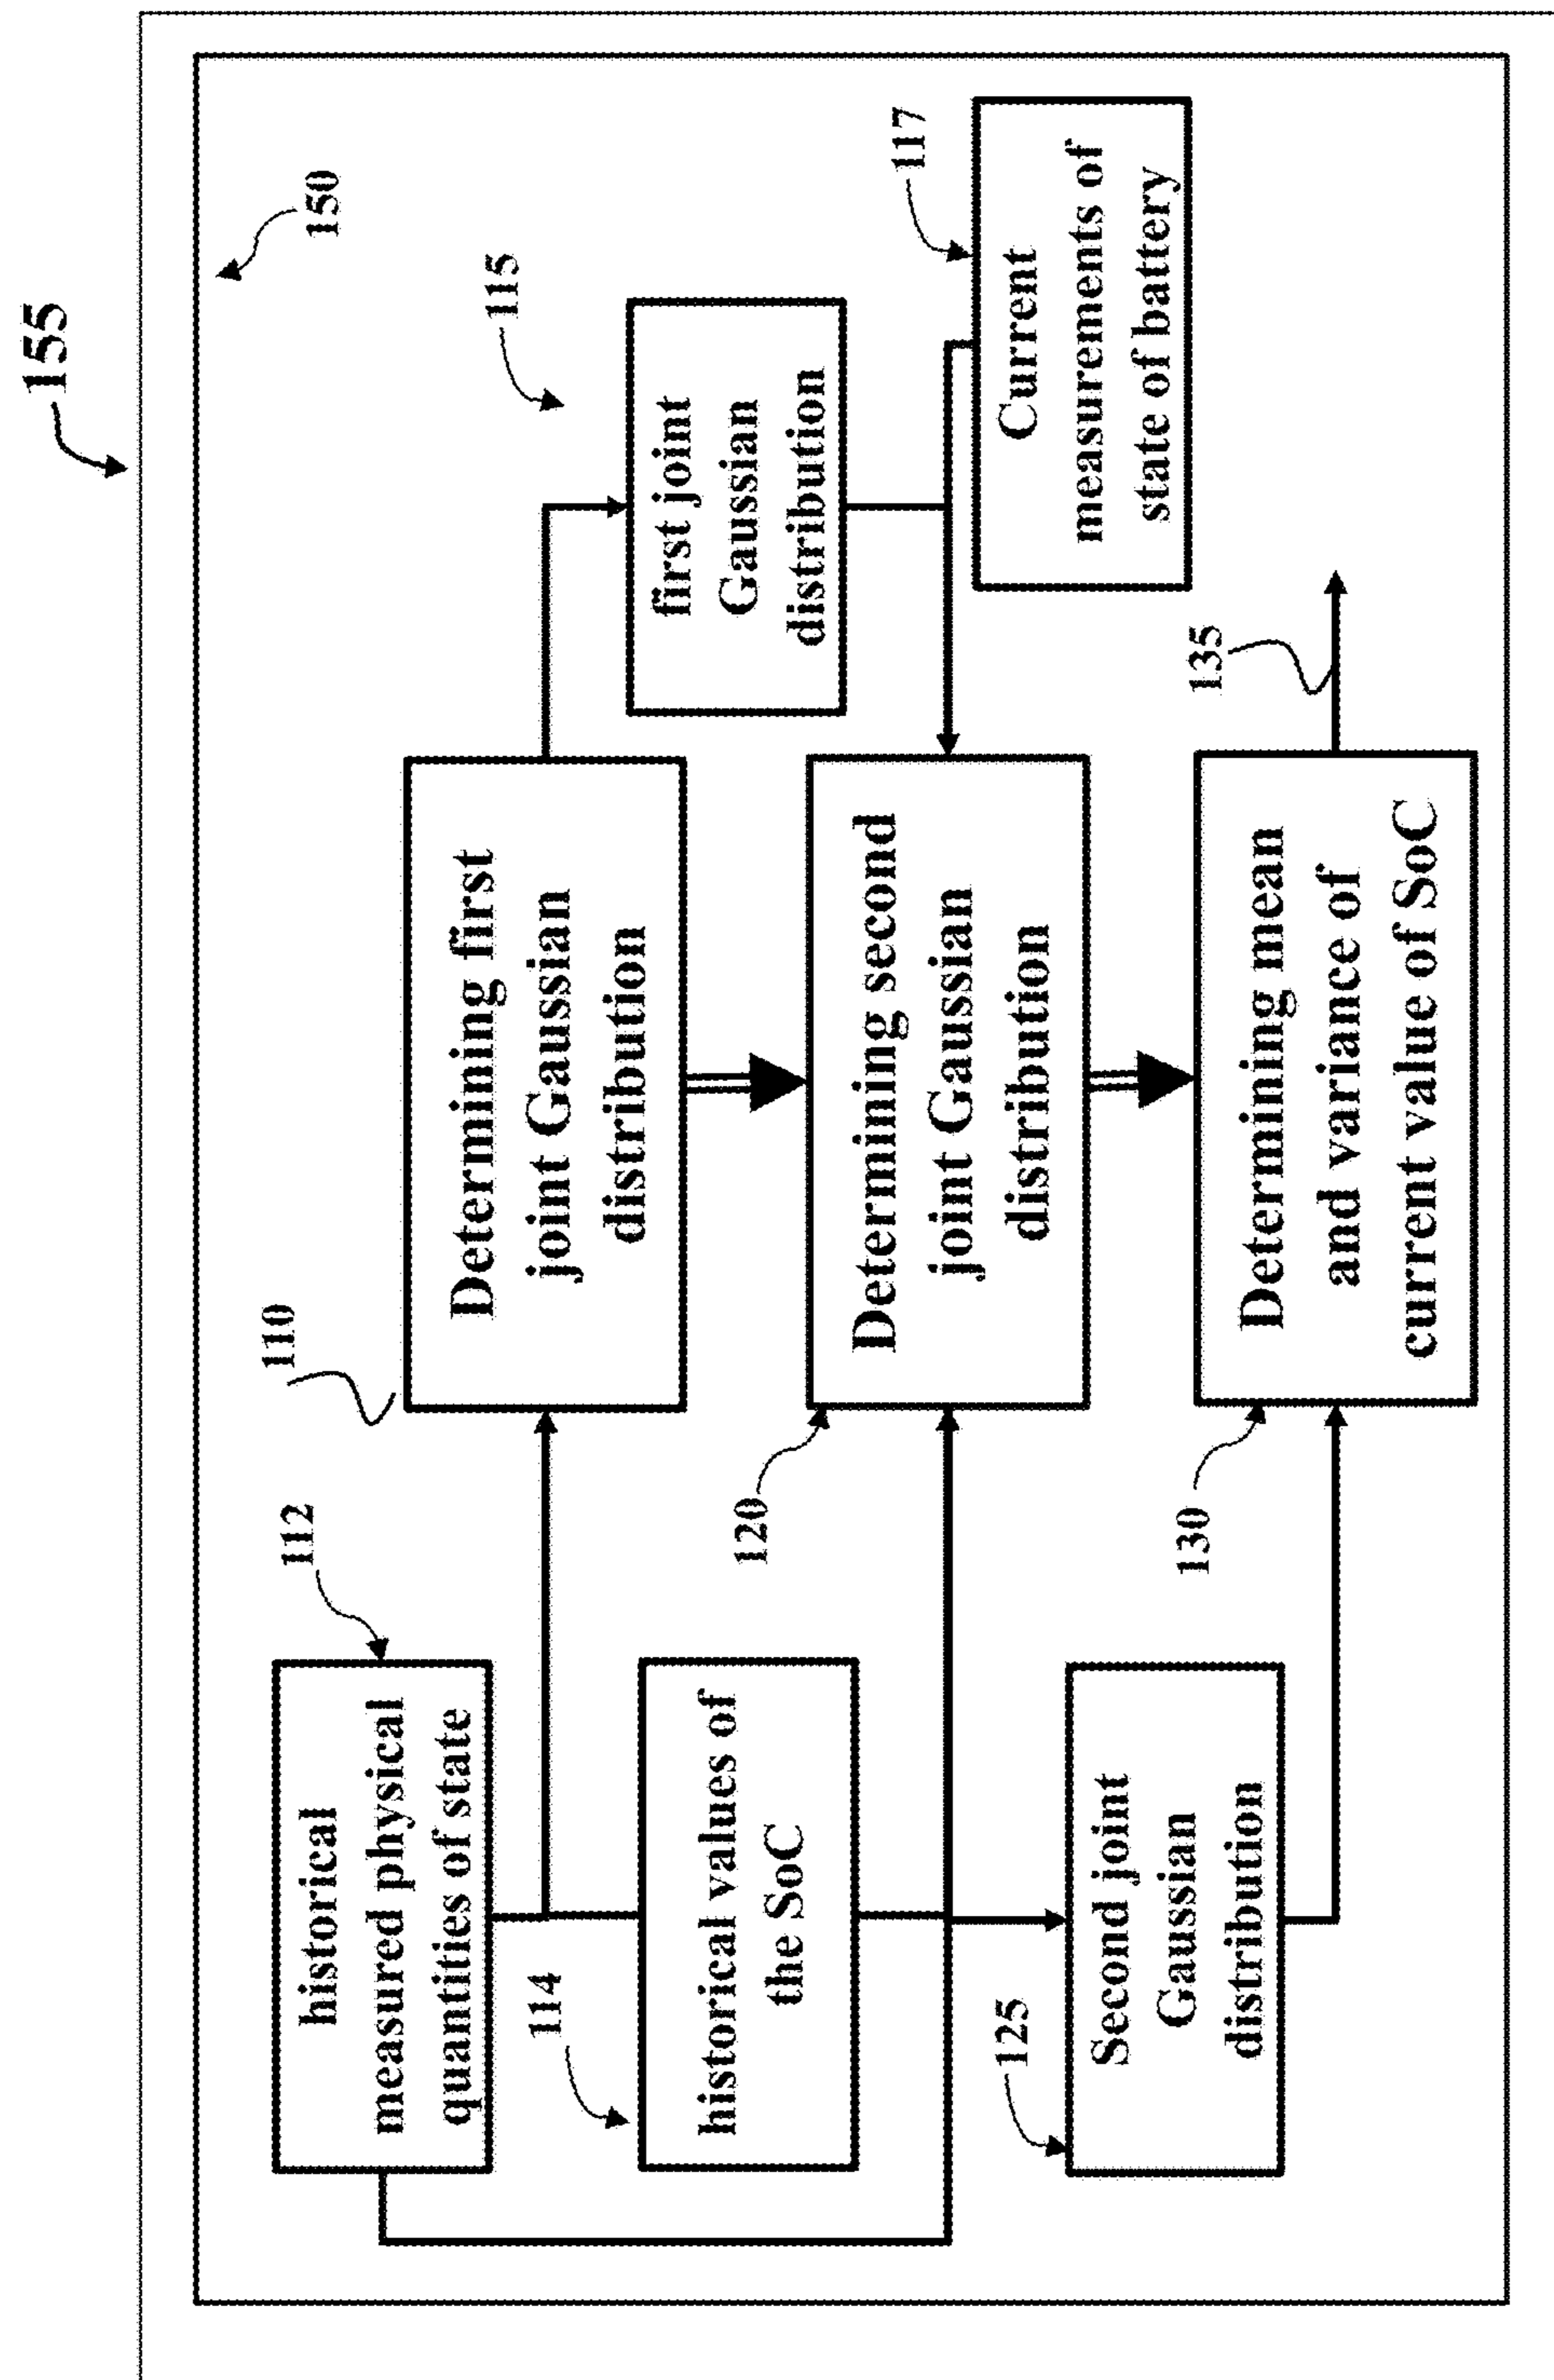 155
150
112
historical
measured physical
quantities of state
110
Determining first
joint Gaussian
distribution
115
first joint
Gaussian
distribution
114
historical values of
the SoC
120
Determining second
joint Gaussian
distribution
117
Current
measurements of
state of battery
125
Second joint
Gaussian
distribution
130
Determining mean
and variance of
current value of SoC
135